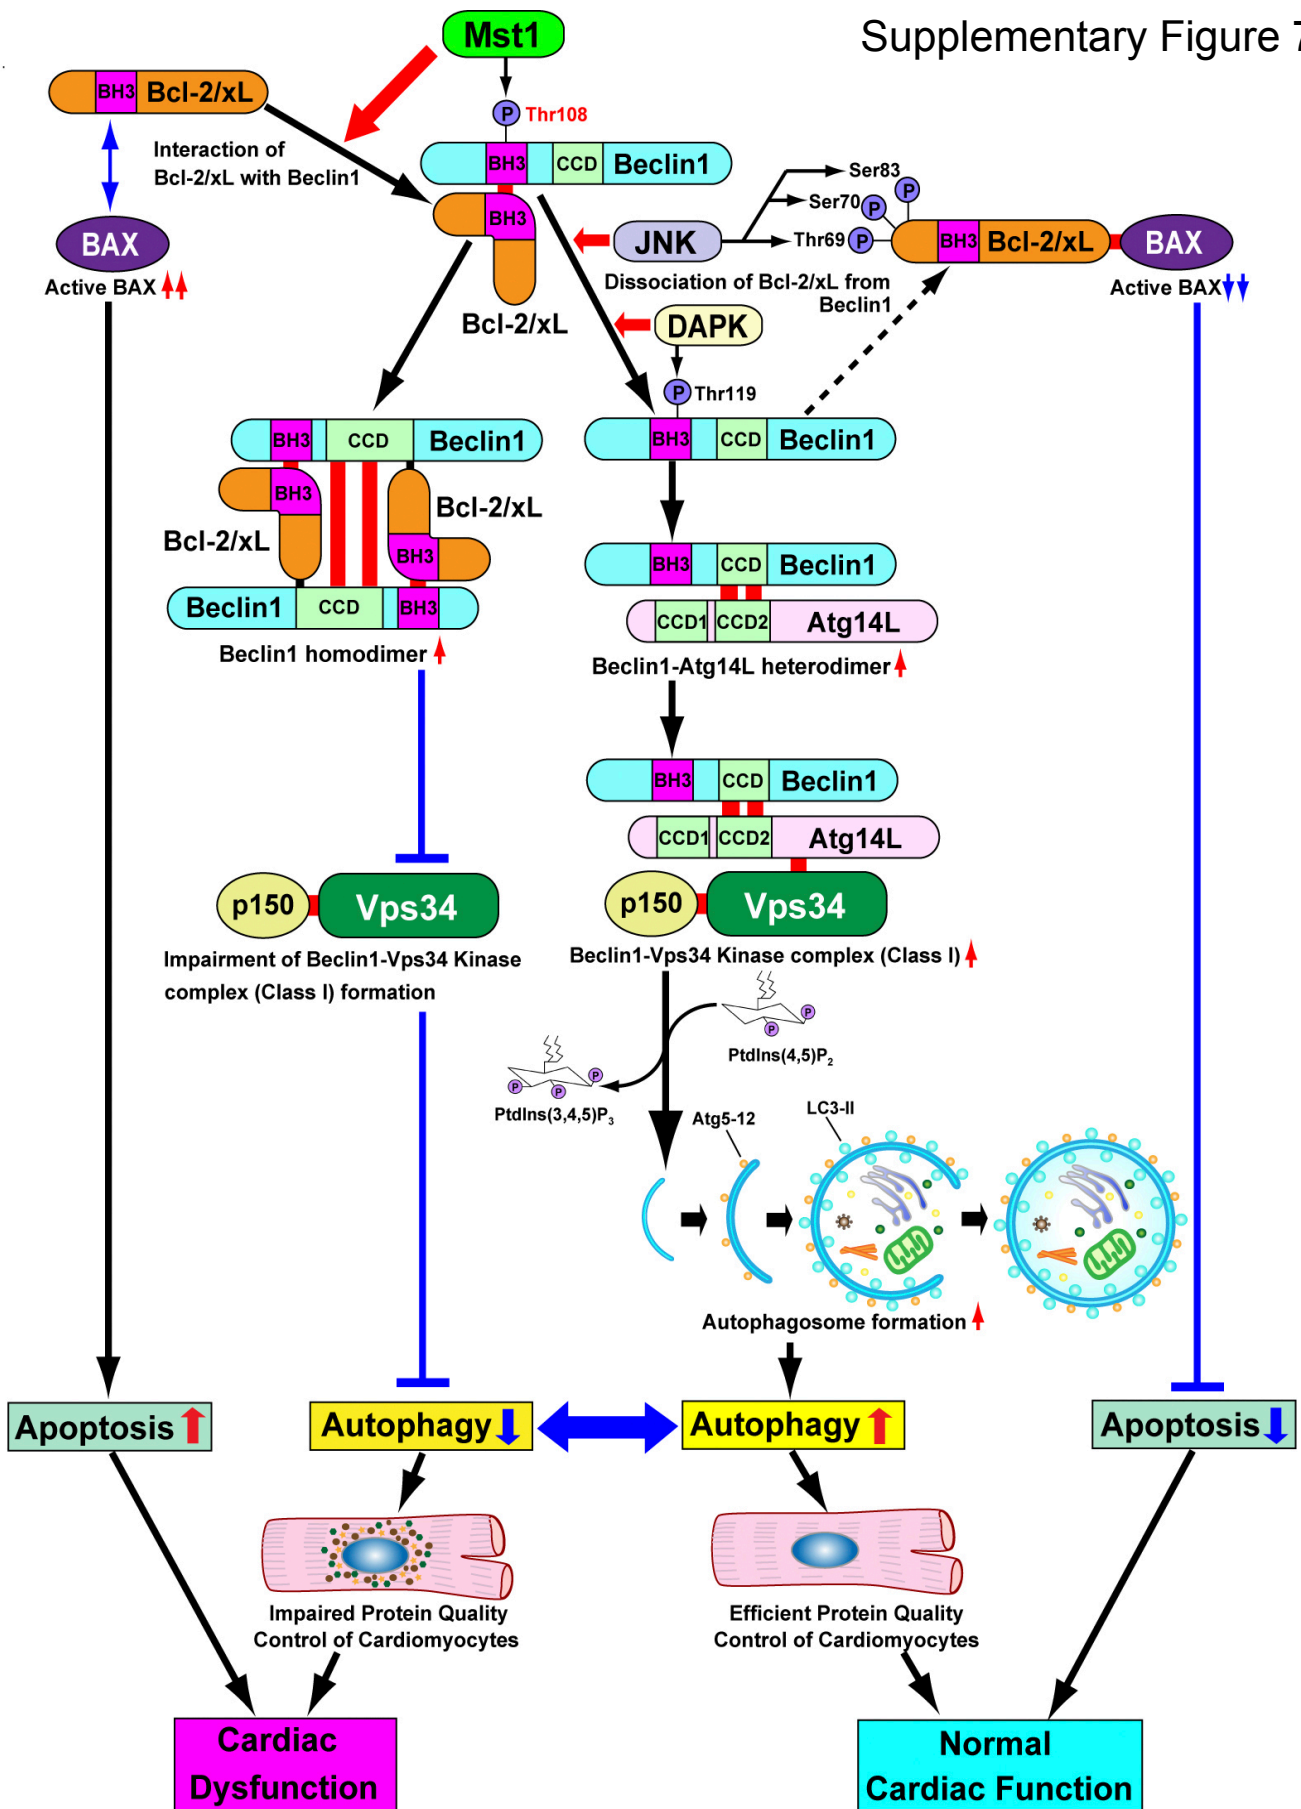 Supplementary Figure 7
Mst1
BH3 Bcl-2/xL
P Thr108
Interaction of
Bcl-2/xL with Beclin1
BH3 CCD Beclin1
BH3
Bcl-2/xL
BAX
Active BAX
JNK
Ser83
P
Ser70 P
Thr69 P
BH3 Bcl-2/xL
BAX
Active BAX
Dissociation of Bcl-2/xL from
Beclin1
DAPK
P Thr119
BH3 CCD Beclin1
BH3 CCD Beclin1
BH3
Bcl-2/xL
Bcl-2/xL
BH3
Beclin1 CCD BH3
Beclin1 homodimer
BH3 CCD Beclin1
CCD1 CCD2 Atg14L
Beclin1-Atg14L heterodimer
BH3 CCD Beclin1
CCD1 CCD2 Atg14L
p150 Vps34
Impairment of Beclin1-Vps34 Kinase
complex (Class I) formation
p150 Vps34
Beclin1-Vps34 Kinase complex (Class I)
P
P
PtdIns(4,5)P2
P
P
P
PtdIns(3,4,5)P3
Atg5-12
LC3-II
Autophagosome formation
Apoptosis
Autophagy
Autophagy
Apoptosis
Impaired Protein Quality
Control of Cardiomyocytes
Efficient Protein Quality
Control of Cardiomyocytes
Cardiac
Dysfunction
Normal
Cardiac Function